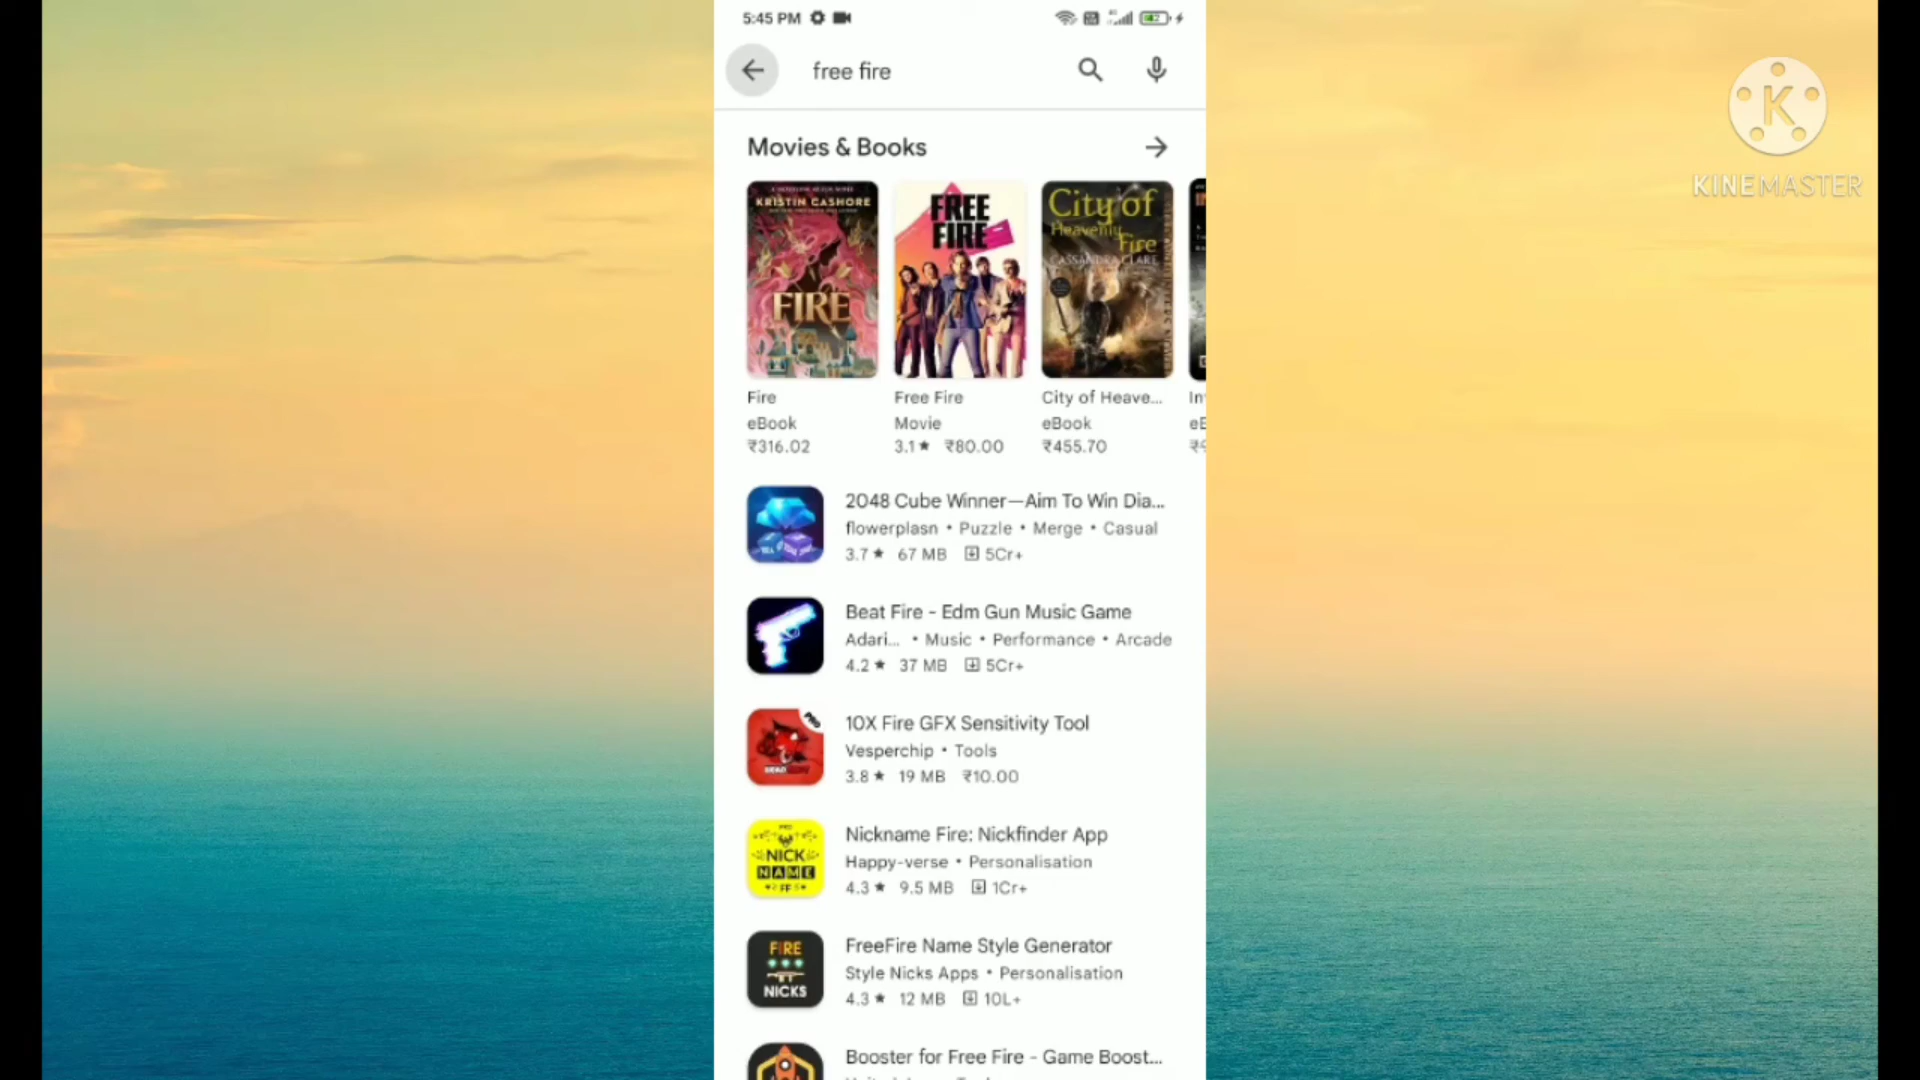 5:45 PM
free fire
KINEMASTER
Movies & Books
KRISTIN CASHORE
FIRE
FREE
FIRE
City of
Heavenly
Fire
CASSANDRA CLARE
Fire
eBook
₹316.02
Free Fire
Movie
3.1★ ₹80.00
City of Heave...
eBook
₹455.70
2048 Cube Winner—Aim To Win Dia...
flowerplash • Puzzle • Merge • Casual
3.7★ 67 MB 5Cr+
Beat Fire - Edm Gun Music Game
Adari... • Music • Performance • Arcade
4.2★ 37 MB 5Cr+
PRO
10X Fire GFX Sensitivity Tool
Vesperchip • Tools
3.8★ 19 MB ₹10.00
NICK
NAME
FF
Nickname Fire: Nickfinder App
Happy-verse • Personalisation
4.3★ 9.5 MB 1Cr+
FIRE
NICKS
FreeFire Name Style Generator
Style Nicks Apps • Personalisation
4.3★ 12 MB 10L+
Booster for Free Fire - Game Boost...